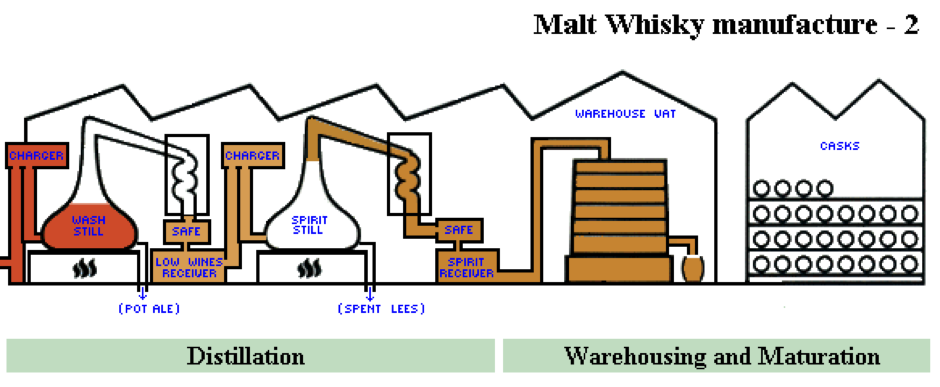 Malt Whisky manufacture - 2
WAREHOUSE VAT
CASKS
CHARGER
CHARGER
WASH
STILL
SAFE
SPIRIT
STILL
SAFE
LOW WINES
RECEIVER
SPIRIT
RECEIVER
(POT ALE)
(SPENT LEES)
Distillation
Warehousing and Maturation